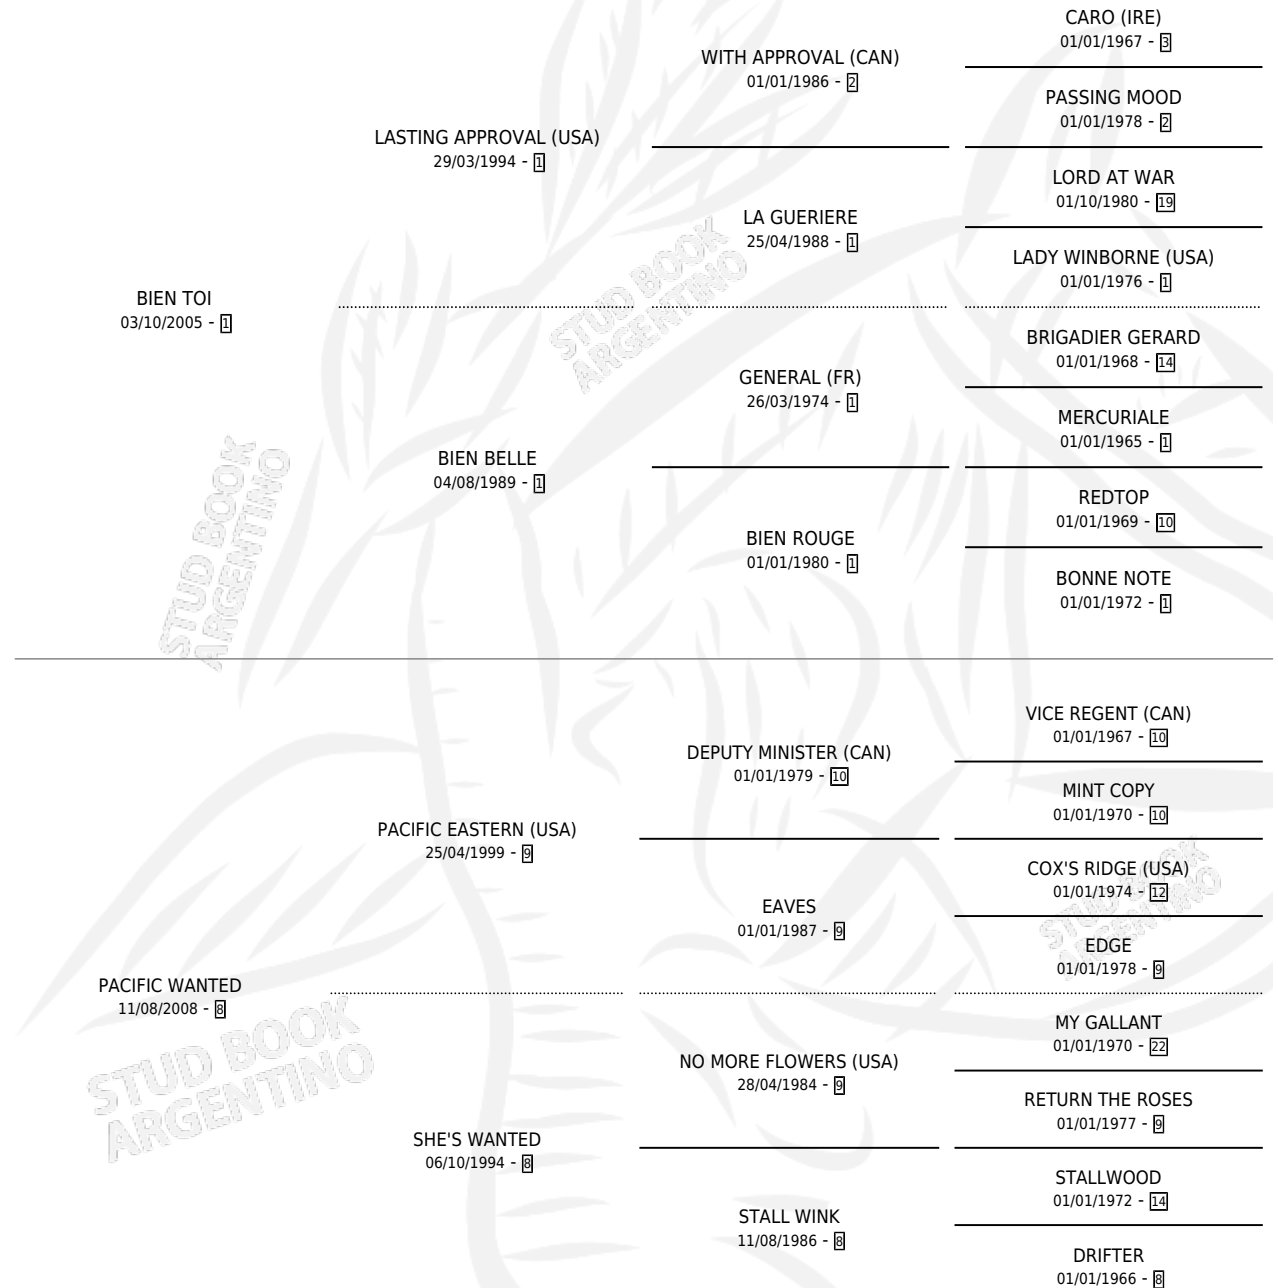 CARO (IRE)
01/01/1967 - 3
WITH APPROVAL (CAN)
01/01/1986 - 2
PASSING MOOD
01/01/1978 - 2
LASTING APPROVAL (USA)
29/03/1994 - 1
LORD AT WAR
01/10/1980 - 19
LA GUERIERE
25/04/1988 - 1
LADY WINBORNE (USA)
01/01/1976 - 1
BIEN TOI
03/10/2005 - 1
BRIGADIER GERARD
01/01/1968 - 14
GENERAL (FR)
26/03/1974 - 1
MERCURIALE
01/01/1965 - 1
BIEN BELLE
04/08/1989 - 1
REDTOP
01/01/1969 - 10
BIEN ROUGE
01/01/1980 - 1
BONNE NOTE
01/01/1972 - 1
VICE REGENT (CAN)
01/01/1967 - 10
DEPUTY MINISTER (CAN)
01/01/1979 - 10
MINT COPY
01/01/1970 - 10
PACIFIC EASTERN (USA)
25/04/1999 - 9
COX'S RIDGE (USA)
01/01/1974 - 12
EAVES
01/01/1987 - 9
EDGE
01/01/1978 - 9
PACIFIC WANTED
11/08/2008 - 8
MY GALLANT
01/01/1970 - 22
NO MORE FLOWERS (USA)
28/04/1984 - 9
RETURN THE ROSES
01/01/1977 - 9
SHE'S WANTED
06/10/1994 - 8
STALLWOOD
01/01/1972 - 14
STALL WINK
11/08/1986 - 8
DRIFTER
01/01/1966 - 8
STUD BOOK
ARGENTINO
STUD BOOK
ARGENTINO
STUD BOOK
ARGENTINO
STUD BOOK
ARGENTINO